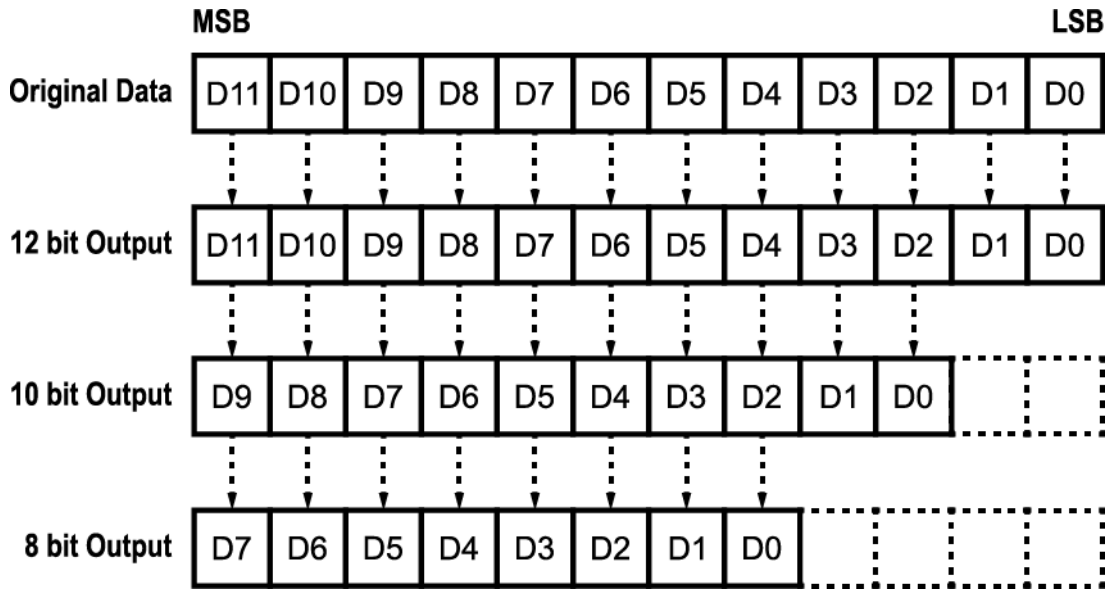 MSB LSB
Original Data D11 D10 D9 D8 D7 D6 D5 D4 D3 D2 D1 D0
12 bit Output D11 D10 D9 D8 D7 D6 D5 D4 D3 D2 D1 D0
10 bit Output D9 D8 D7 D6 D5 D4 D3 D2 D1 D0
8 bit Output D7 D6 D5 D4 D3 D2 D1 D0